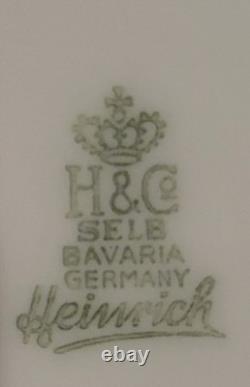 H&Co
SELB
BAVARIA
GERMANY
Heinrich